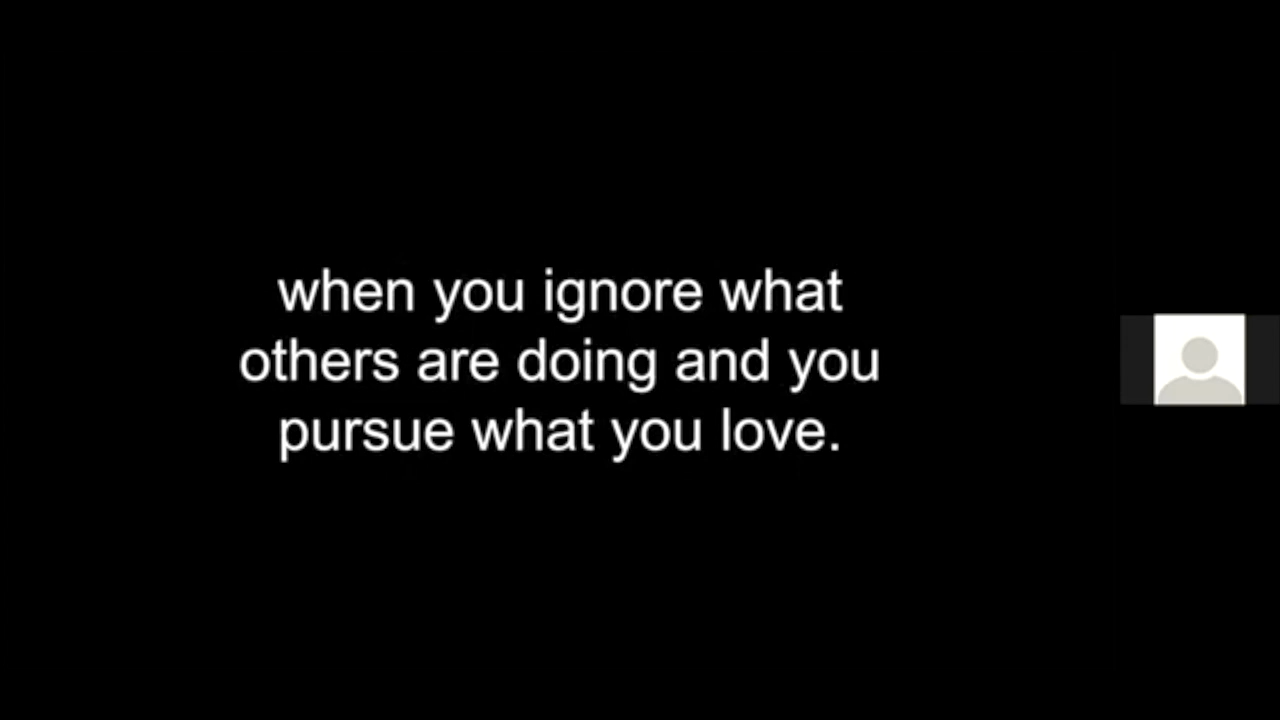 when you ignore what
others are doing and you
pursue what you love.